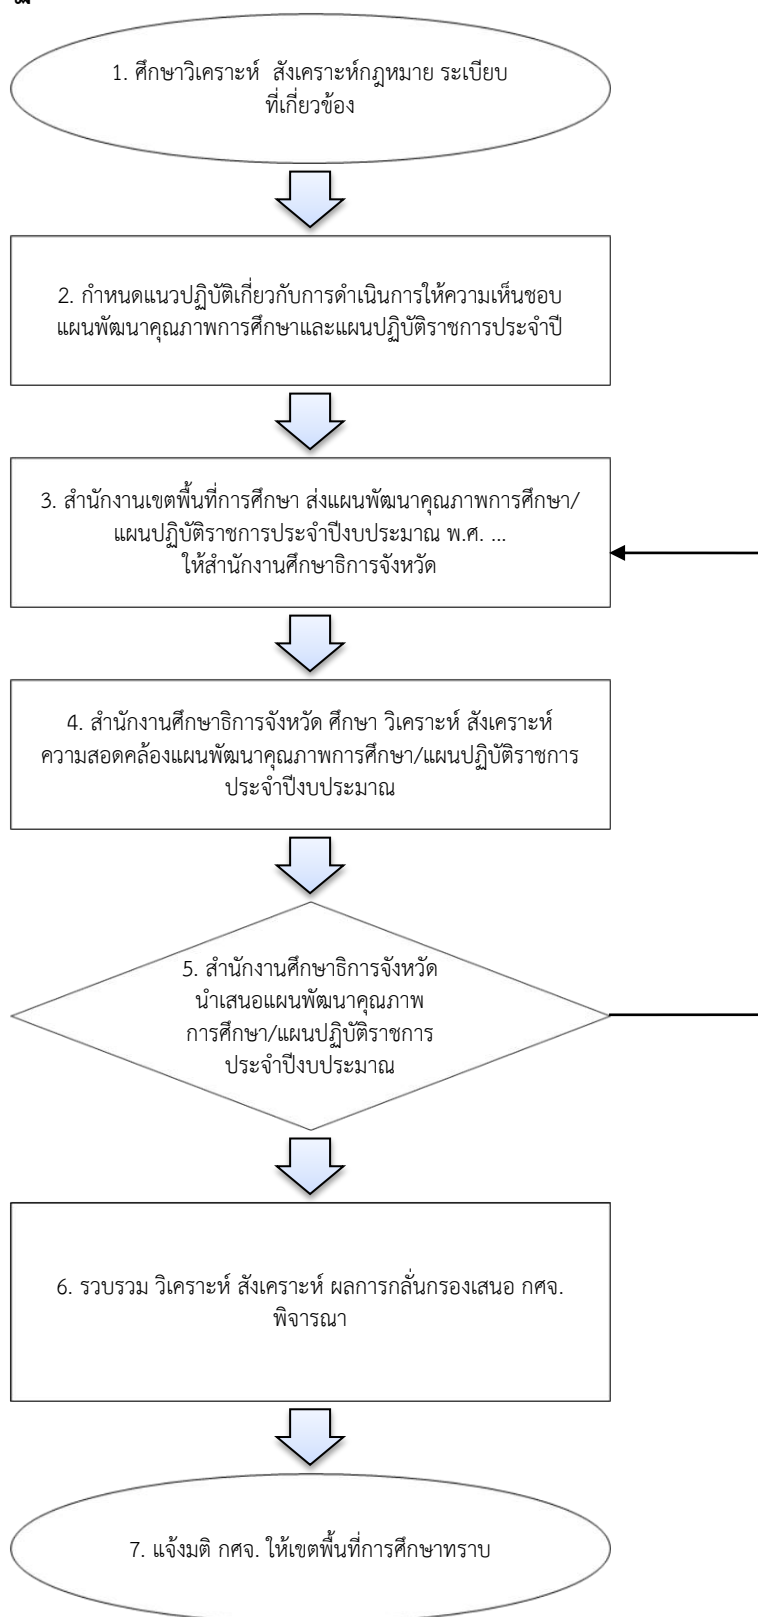 1. ศึกษาวิเคราะห์  สังเคราะห์กฎหมาย ระเบียบ
ที่เกี่ยวข้อง
2. กำหนดแนวปฏิบัติเกี่ยวกับการดำเนินการให้ความเห็นชอบ
แผนพัฒนาคุณภาพการศึกษาและแผนปฏิบัติราชการประจำปี
3. สำนักงานเขตพื้นที่การศึกษา ส่งแผนพัฒนาคุณภาพการศึกษา/
แผนปฏิบัติราชการประจำปีงบประมาณ พ.ศ. ...
ให้สำนักงานศึกษาธิการจังหวัด
4. สำนักงานศึกษาธิการจังหวัด ศึกษา วิเคราะห์ สังเคราะห์
ความสอดคล้องแผนพัฒนาคุณภาพการศึกษา/แผนปฏิบัติราชการ
ประจำปีงบประมาณ
5. สำนักงานศึกษาธิการจังหวัด
นำเสนอแผนพัฒนาคุณภาพ
การศึกษา/แผนปฏิบัติราชการ
ประจำปีงบประมาณ
6. รวบรวม วิเคราะห์ สังเคราะห์ ผลการกลั่นกรองเสนอ กศจ.
พิจารณา
7. แจ้งมติ กศจ. ให้เขตพื้นที่การศึกษาทราบ